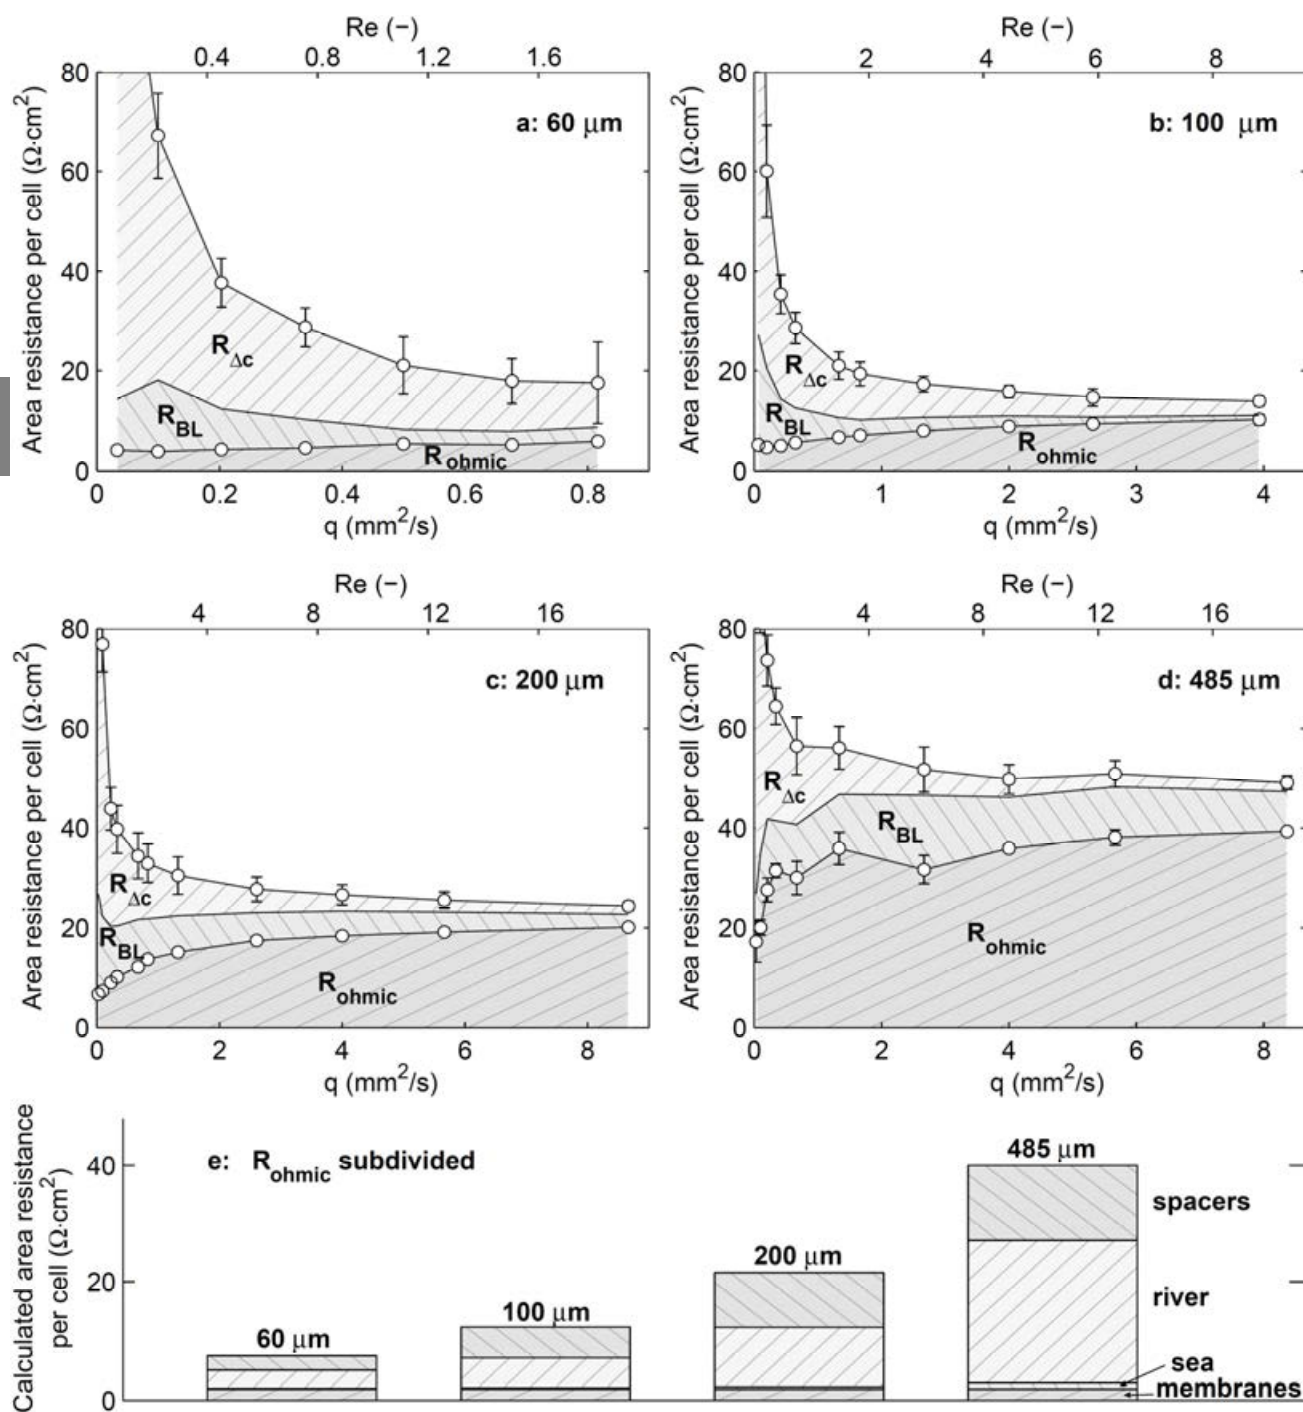 Re (−)
0.4 0.8 1.2 1.6
a: 60 μm
Area resistance per cell (Ω·cm²)
80
60
40
20
0
R_Δc
R_BL
R_ohmic
0 0.2 0.4 0.6 0.8
q (mm²/s)
Re (−)
2 4 6 8
b: 100 μm
Area resistance per cell (Ω·cm²)
80
60
40
20
0
R_Δc
R_BL
R_ohmic
0 1 2 3 4
q (mm²/s)
Re (−)
4 8 12 16
c: 200 μm
Area resistance per cell (Ω·cm²)
80
60
40
20
0
R_Δc
R_BL
R_ohmic
0 2 4 6 8
q (mm²/s)
Re (−)
4 8 12 16
d: 485 μm
Area resistance per cell (Ω·cm²)
80
60
40
20
0
R_Δc
R_BL
R_ohmic
0 2 4 6 8
q (mm²/s)
Calculated area resistance
per cell (Ω·cm²)
40
20
0
e: R_ohmic subdivided
60 μm
100 μm
200 μm
485 μm
spacers
river
sea
membranes